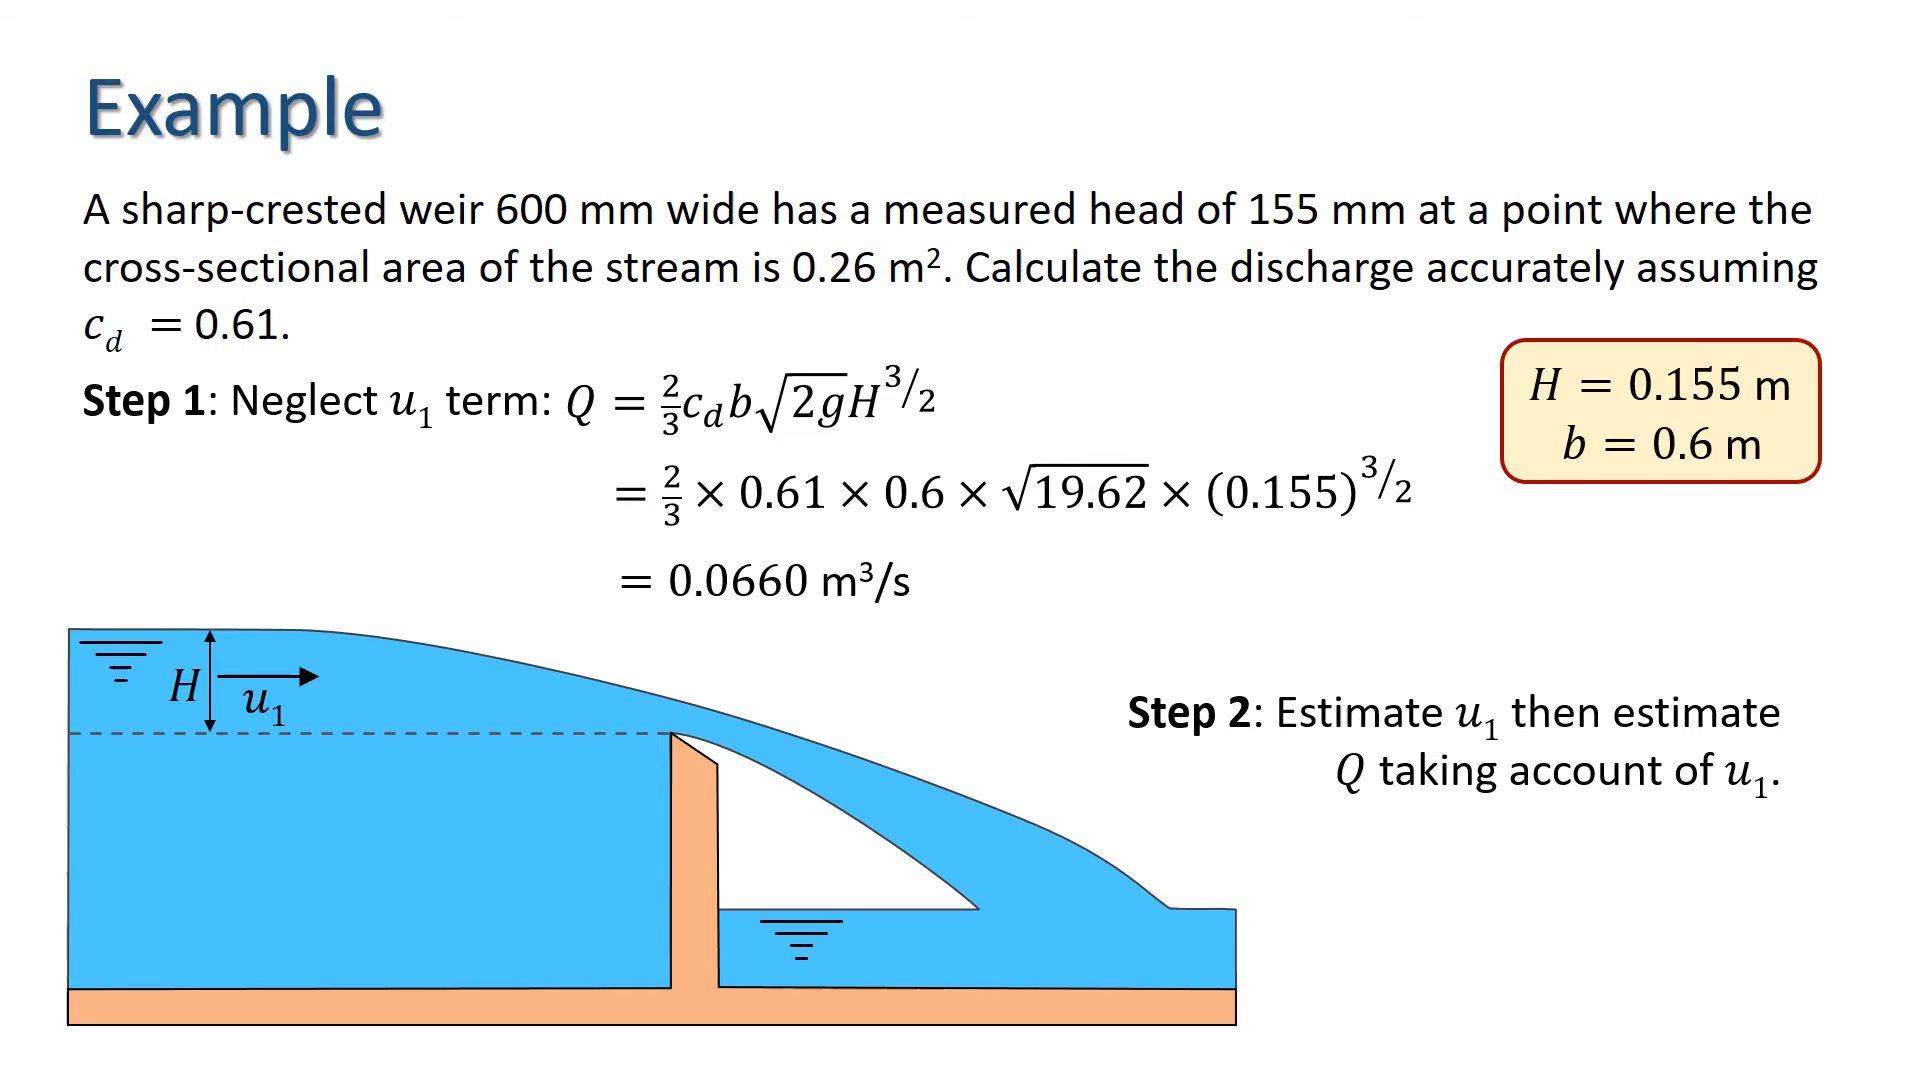 Example
A sharp-crested weir 600 mm wide has a measured head of 155 mm at a point where the
cross-sectional area of the stream is 0.26 m². Calculate the discharge accurately assuming
c_d = 0.61.
Step 1: Neglect u₁ term: Q = ⅔c_d b√(2g)H^(3/2)
H = 0.155 m
b = 0.6 m
= ⅔ × 0.61 × 0.6 × √19.62 × (0.155)^(3/2)
= 0.0660 m³/s
H
u₁
Step 2: Estimate u₁ then estimate
Q taking account of u₁.